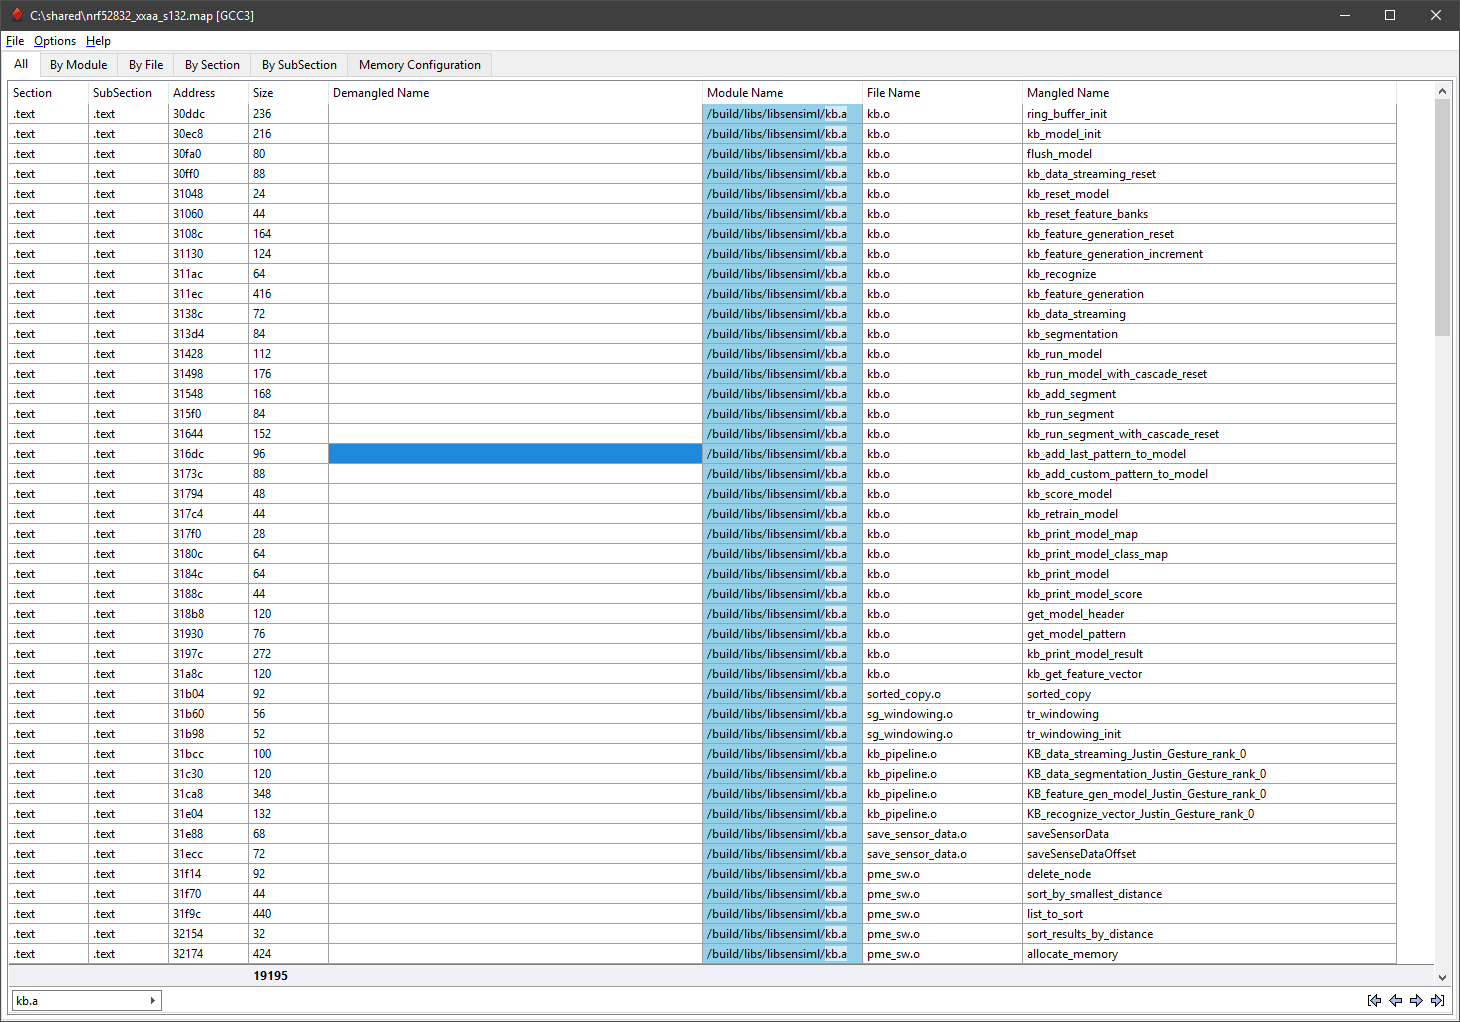 C:\shared\nrf52832_xxaa_s132.map [GCC3]
File Options Help
All By Module By File By Section By SubSection Memory Configuration
Section SubSection Address Size Demangled Name Module Name File Name Mangled Name
.text .text 30ddc 236 /build/libs/libsensiml/kb.a kb.o ring_buffer_init
.text .text 30ec8 216 /build/libs/libsensiml/kb.a kb.o kb_model_init
.text .text 30fa0 80 /build/libs/libsensiml/kb.a kb.o flush_model
.text .text 30ff0 88 /build/libs/libsensiml/kb.a kb.o kb_data_streaming_reset
.text .text 31048 24 /build/libs/libsensiml/kb.a kb.o kb_reset_model
.text .text 31060 44 /build/libs/libsensiml/kb.a kb.o kb_reset_feature_banks
.text .text 3108c 164 /build/libs/libsensiml/kb.a kb.o kb_feature_generation_reset
.text .text 31130 124 /build/libs/libsensiml/kb.a kb.o kb_feature_generation_increment
.text .text 311ac 64 /build/libs/libsensiml/kb.a kb.o kb_recognize
.text .text 311ec 416 /build/libs/libsensiml/kb.a kb.o kb_feature_generation
.text .text 3138c 72 /build/libs/libsensiml/kb.a kb.o kb_data_streaming
.text .text 313d4 84 /build/libs/libsensiml/kb.a kb.o kb_segmentation
.text .text 31428 112 /build/libs/libsensiml/kb.a kb.o kb_run_model
.text .text 31498 176 /build/libs/libsensiml/kb.a kb.o kb_run_model_with_cascade_reset
.text .text 31548 168 /build/libs/libsensiml/kb.a kb.o kb_add_segment
.text .text 315f0 84 /build/libs/libsensiml/kb.a kb.o kb_run_segment
.text .text 31644 152 /build/libs/libsensiml/kb.a kb.o kb_run_segment_with_cascade_reset
.text .text 316dc 96 /build/libs/libsensiml/kb.a kb.o kb_add_last_pattern_to_model
.text .text 3173c 88 /build/libs/libsensiml/kb.a kb.o kb_add_custom_pattern_to_model
.text .text 31794 48 /build/libs/libsensiml/kb.a kb.o kb_score_model
.text .text 317c4 44 /build/libs/libsensiml/kb.a kb.o kb_retrain_model
.text .text 317f0 28 /build/libs/libsensiml/kb.a kb.o kb_print_model_map
.text .text 3180c 64 /build/libs/libsensiml/kb.a kb.o kb_print_model_class_map
.text .text 3184c 64 /build/libs/libsensiml/kb.a kb.o kb_print_model
.text .text 3188c 44 /build/libs/libsensiml/kb.a kb.o kb_print_model_score
.text .text 318b8 120 /build/libs/libsensiml/kb.a kb.o get_model_header
.text .text 31930 76 /build/libs/libsensiml/kb.a kb.o get_model_pattern
.text .text 3197c 272 /build/libs/libsensiml/kb.a kb.o kb_print_model_result
.text .text 31a8c 120 /build/libs/libsensiml/kb.a kb.o kb_get_feature_vector
.text .text 31b04 92 /build/libs/libsensiml/kb.a sorted_copy.o sorted_copy
.text .text 31b60 56 /build/libs/libsensiml/kb.a sg_windowing.o tr_windowing
.text .text 31b98 52 /build/libs/libsensiml/kb.a sg_windowing.o tr_windowing_init
.text .text 31bcc 100 /build/libs/libsensiml/kb.a kb_pipeline.o KB_data_streaming_Justin_Gesture_rank_0
.text .text 31c30 120 /build/libs/libsensiml/kb.a kb_pipeline.o KB_data_segmentation_Justin_Gesture_rank_0
.text .text 31ca8 348 /build/libs/libsensiml/kb.a kb_pipeline.o KB_feature_gen_model_Justin_Gesture_rank_0
.text .text 31e04 132 /build/libs/libsensiml/kb.a kb_pipeline.o KB_recognize_vector_Justin_Gesture_rank_0
.text .text 31e88 68 /build/libs/libsensiml/kb.a save_sensor_data.o saveSensorData
.text .text 31ecc 72 /build/libs/libsensiml/kb.a save_sensor_data.o saveSenseDataOffset
.text .text 31f14 92 /build/libs/libsensiml/kb.a pme_sw.o delete_node
.text .text 31f70 44 /build/libs/libsensiml/kb.a pme_sw.o sort_by_smallest_distance
.text .text 31f9c 440 /build/libs/libsensiml/kb.a pme_sw.o list_to_sort
.text .text 32154 32 /build/libs/libsensiml/kb.a pme_sw.o sort_results_by_distance
.text .text 32174 424 /build/libs/libsensiml/kb.a pme_sw.o allocate_memory
19195
kb.a